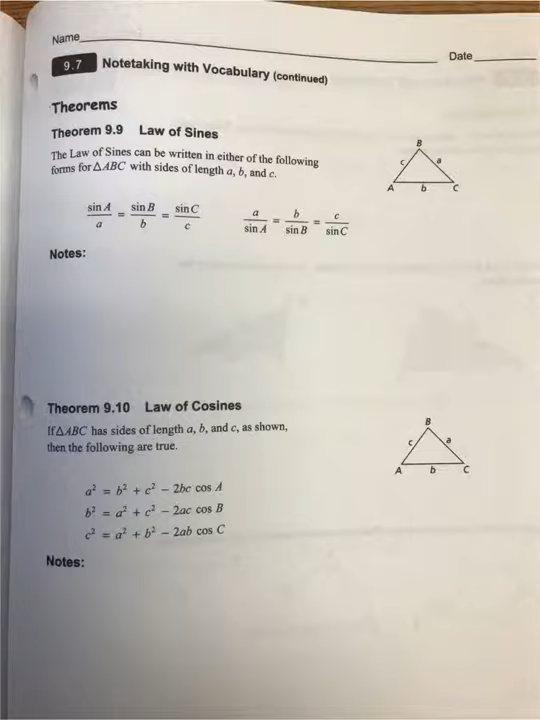 Name
Date
9.7 Notetaking with Vocabulary (continued)
Theorems
Theorem 9.9 Law of Sines
The Law of Sines can be written in either of the following
forms for △ABC with sides of length a, b, and c.
B
c a
A b C
sin A / a = sin B / b = sin C / c
a / sin A = b / sin B = c / sin C
Notes:
Theorem 9.10 Law of Cosines
If △ABC has sides of length a, b, and c, as shown,
then the following are true.
B
c a
A b C
a² = b² + c² − 2bc cos A
b² = a² + c² − 2ac cos B
c² = a² + b² − 2ab cos C
Notes: